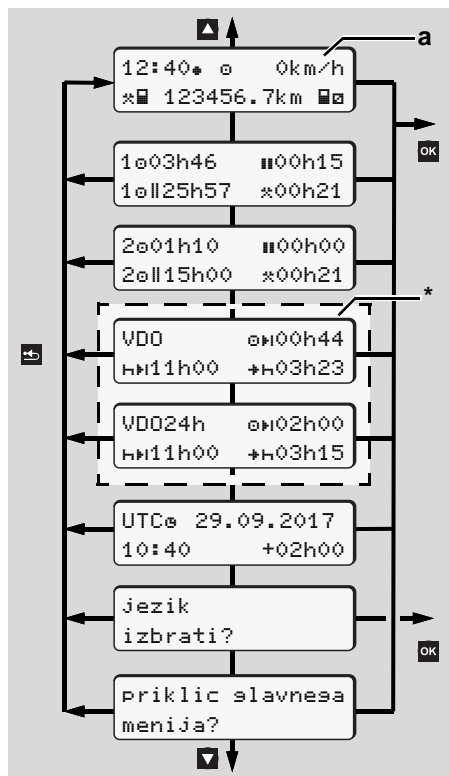 a
12:40 0km/h
123456.7km
OK
1 03h46 00h15
1 25h57 00h21
2 01h10 00h00
2 15h00 00h21
*
VDO 00h44
11h00 03h23
VDO24h 02h00
11h00 03h15
UTC 29.09.2017
10:40 +02h00
jezik
izbrati?
OK
priklic glavnega
menija?